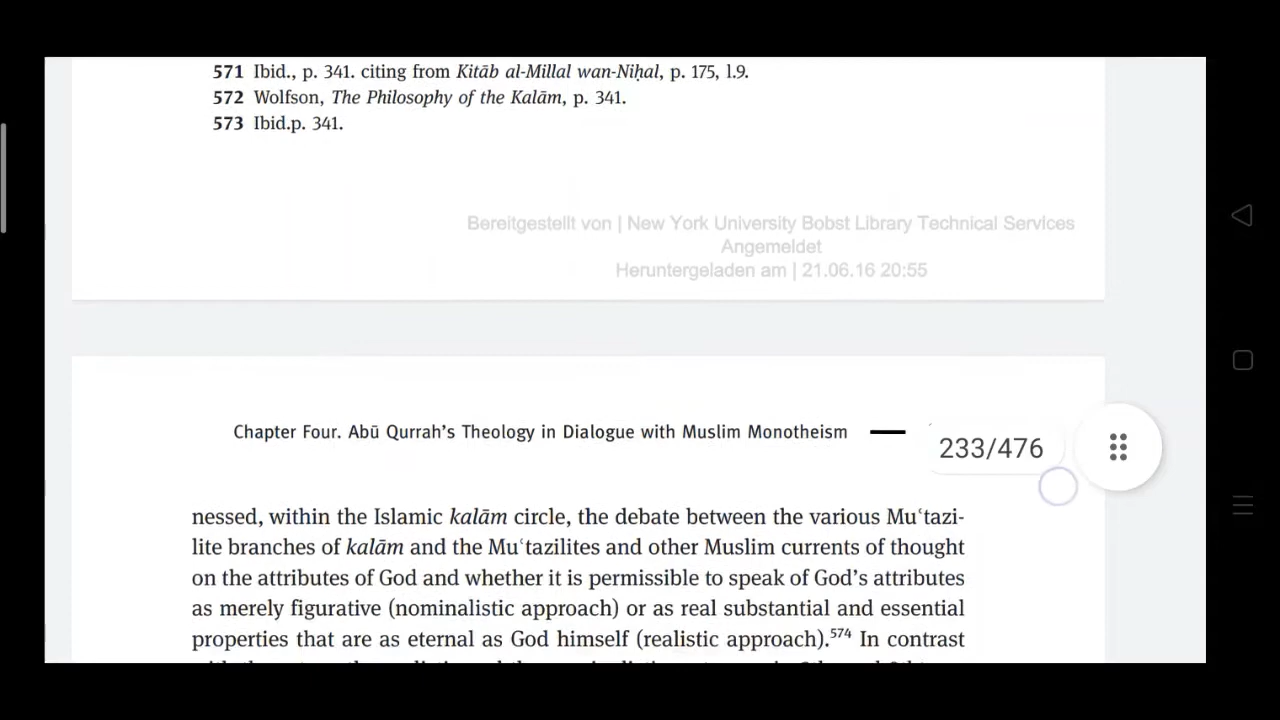 571 Ibid., p. 341. citing from Kitāb al-Millal wan-Niḥal, p. 175, l.9.
572 Wolfson, The Philosophy of the Kalām, p. 341.
573 Ibid.p. 341.
Bereitgestellt von | New York University Bobst Library Technical Services
Angemeldet
Heruntergeladen am | 21.06.16 20:55
Chapter Four. Abū Qurrah’s Theology in Dialogue with Muslim Monotheism
233/476
nessed, within the Islamic kalām circle, the debate between the various Muʿtazi-
lite branches of kalām and the Muʿtazilites and other Muslim currents of thought
on the attributes of God and whether it is permissible to speak of God’s attributes
as merely figurative (nominalistic approach) or as real substantial and essential
properties that are as eternal as God himself (realistic approach).574 In contrast